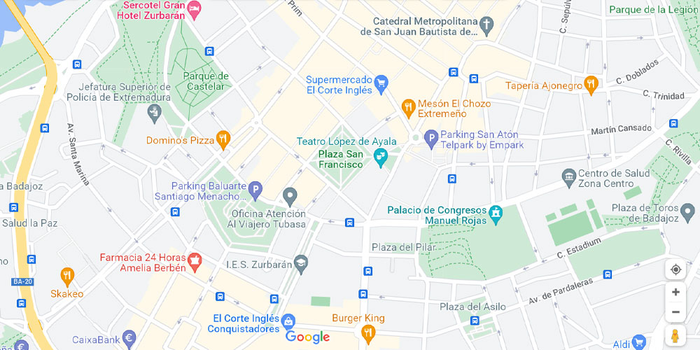 Sercotel Gran
Hotel Zurbarán
Prim
Catedral Metropolitana
de San Juan Bautista de...
C. Sepúlv
Parque de la Legión
Parque de
Castelar
Jefatura Superior de
Policía de Extremadura
Supermercado
El Corte Inglés
Tapería Ajonegro
C. Doblados
C. Trinidad
Mesón El Chozo
Extremeño
Domino's Pizza
Teatro López de Ayala
Plaza San
Francisco
Parking San Atón
Telpark by Empark
Martín Cansado
C. Rivilla
Av. Santa Marina
a Badajoz
Parking Baluarte
Santiago Menacho
Centro de Salud
Zona Centro
Salud la Paz
Oficina Atención
Al Viajero Tubasa
Palacio de Congresos
Manuel Rojas
Plaza de Toros
de Badajoz
Plaza del Pilar
C. Estadium
Farmacia 24 Horas
Amelia Berbén
I.E.S. Zurbarán
BA-20
Skakeo
Av. de Pardaleras
Plaza del Asilo
El Corte Inglés
Conquistadores
Google
Burger King
CaixaBank
Aldi